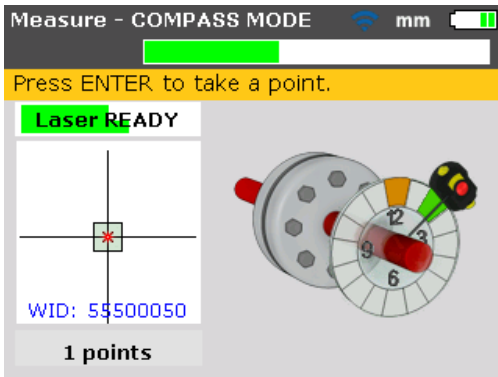 Measure - COMPASS MODE mm
Press ENTER to take a point.
Laser READY
12
3
9
6
WID: 55500050
1 points